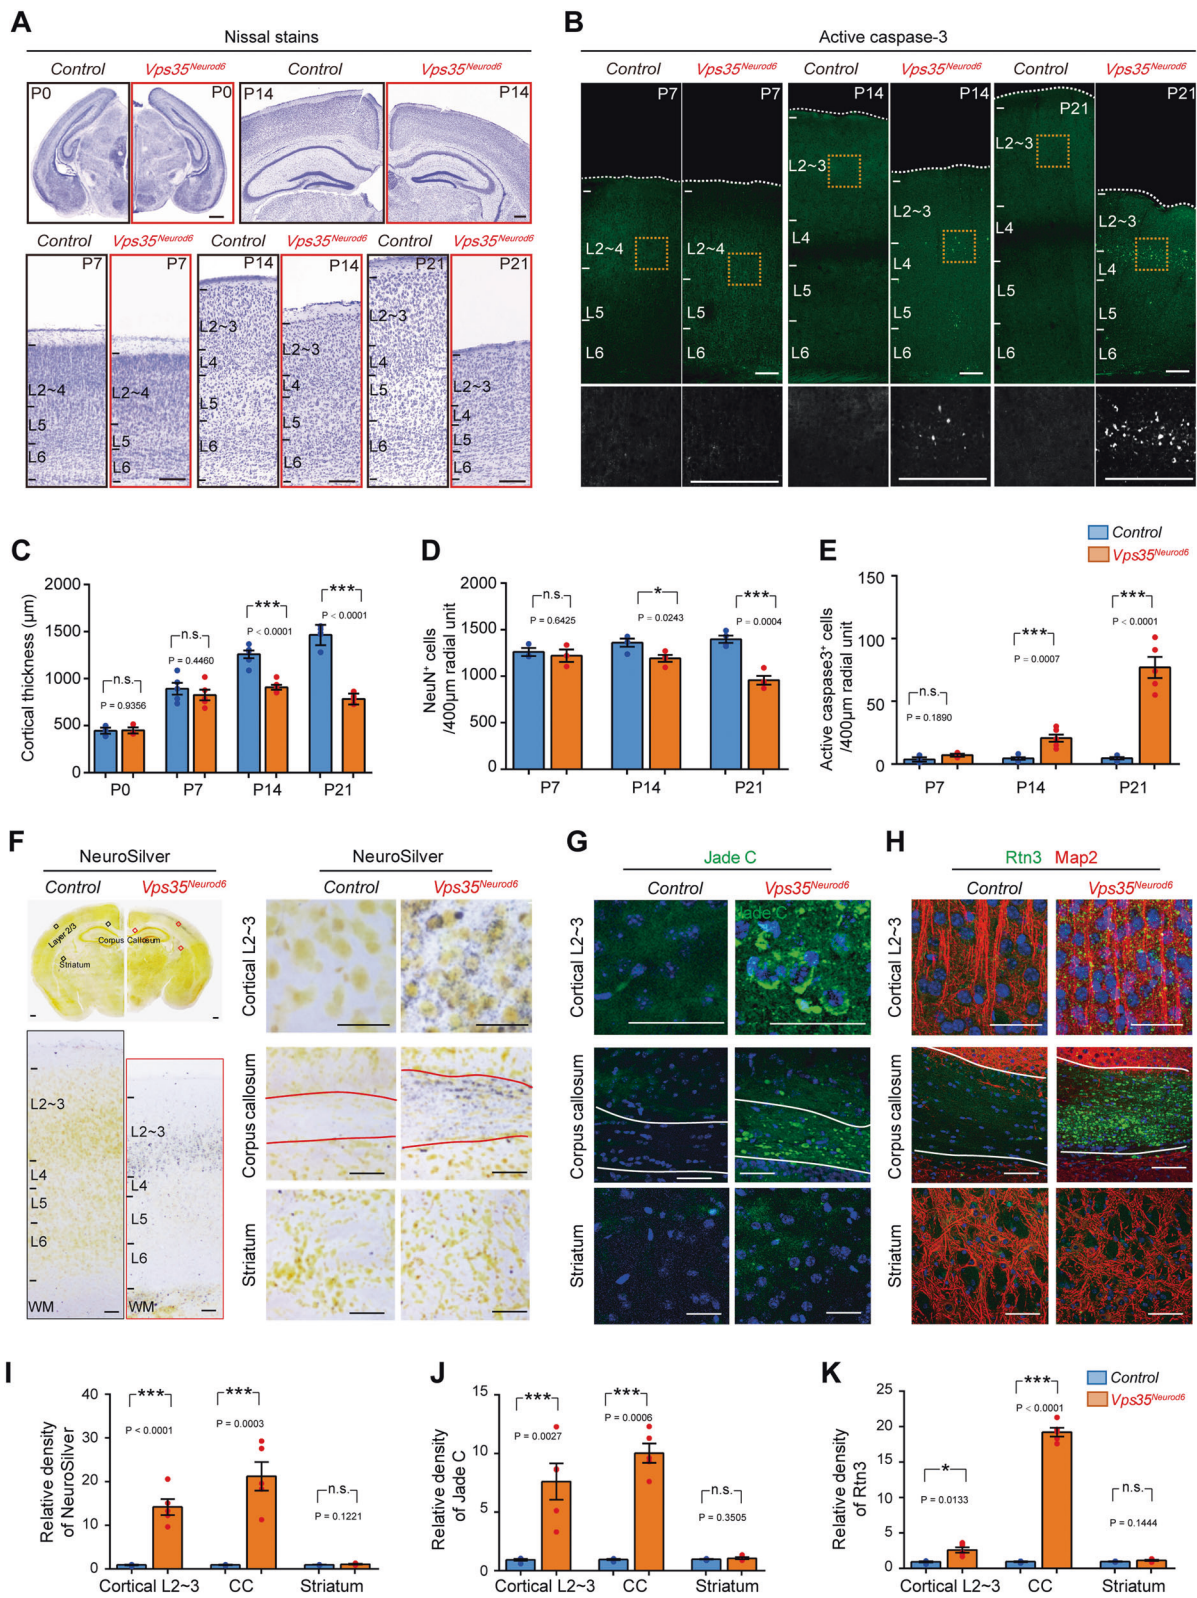 A
Nissal stains
Control Vps35Neurod6 Control Vps35Neurod6
P0 P0 P14 P14
Control Vps35Neurod6 Control Vps35Neurod6 Control Vps35Neurod6
P7 P7 P14 P14 P21 P21
L2~4 L5 L6
L2~4 L5 L6
L2~3 L4 L5 L6
L2~3 L4 L5 L6
L2~3 L4 L5 L6
L2~3 L4 L5 L6
B
Active caspase-3
Control Vps35Neurod6 Control Vps35Neurod6 Control Vps35Neurod6
P7 P7 P14 P14 P21 P21
L2~4 L5 L6
L2~4 L5 L6
L2~3 L4 L5 L6
L2~3 L4 L5 L6
L2~3 L4 L5 L6
L2~3 L4 L5 L6
C
Cortical thickness (μm)
2000
1500
1000
500
0
n.s. n.s. *** ***
P = 0.9356 P = 0.4460 P < 0.0001 P < 0.0001
P0 P7 P14 P21
D
NeuN+ cells
/400μm radial unit
2000
1500
1000
500
0
n.s. * ***
P = 0.6425 P = 0.0243 P = 0.0004
P7 P14 P21
E
Control
Vps35Neurod6
Active caspase3+ cells
/400μm radial unit
150
100
50
0
n.s. *** ***
P = 0.1890 P = 0.0007 P < 0.0001
P7 P14 P21
F
NeuroSilver
Control Vps35Neurod6
Layer 2/3
Corpus Callosum
Striatum
L2~3 L4 L5 L6 WM
L2~3 L4 L5 L6 WM
NeuroSilver
Control Vps35Neurod6
Cortical L2~3
Corpus callosum
Striatum
G
Jade C
Control Vps35Neurod6
Jade C
Cortical L2~3
Corpus callosum
Striatum
H
Rtn3 Map2
Control Vps35Neurod6
Cortical L2~3
Corpus callosum
Striatum
I
Relative density
of NeuroSilver
40
30
20
10
0
*** *** n.s.
P < 0.0001 P = 0.0003 P = 0.1221
Cortical L2~3 CC Striatum
J
Relative density
of Jade C
15
10
5
0
*** *** n.s.
P = 0.0027 P = 0.0006 P = 0.3505
Cortical L2~3 CC Striatum
K
Control
Vps35Neurod6
Relative density
of Rtn3
25
20
15
10
5
0
* *** n.s.
P = 0.0133 P < 0.0001 P = 0.1444
Cortical L2~3 CC Striatum